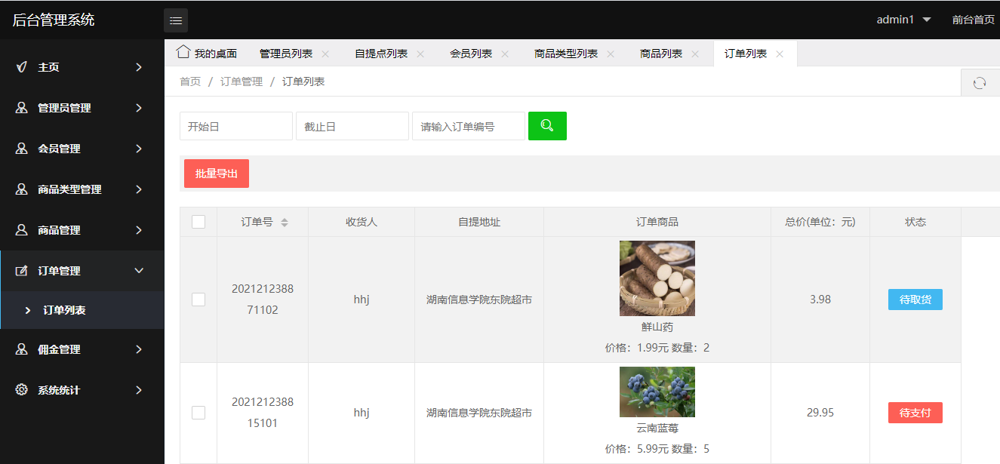 后台管理系统
admin1
前台首页
主页
管理员管理
会员管理
商品类型管理
商品管理
订单管理
订单列表
佣金管理
系统统计
我的桌面 管理员列表 自提点列表 会员列表 商品类型列表 商品列表 订单列表
首页 / 订单管理 / 订单列表
开始日 截止日 请输入订单编号
批量导出
订单号 收货人 自提地址 订单商品 总价(单位：元) 状态
2021212388
71102
hhj
湖南信息学院东院超市
鲜山药
价格：1.99元 数量：2
3.98
待取货
2021212388
15101
hhj
湖南信息学院东院超市
云南蓝莓
价格：5.99元 数量：5
29.95
待支付